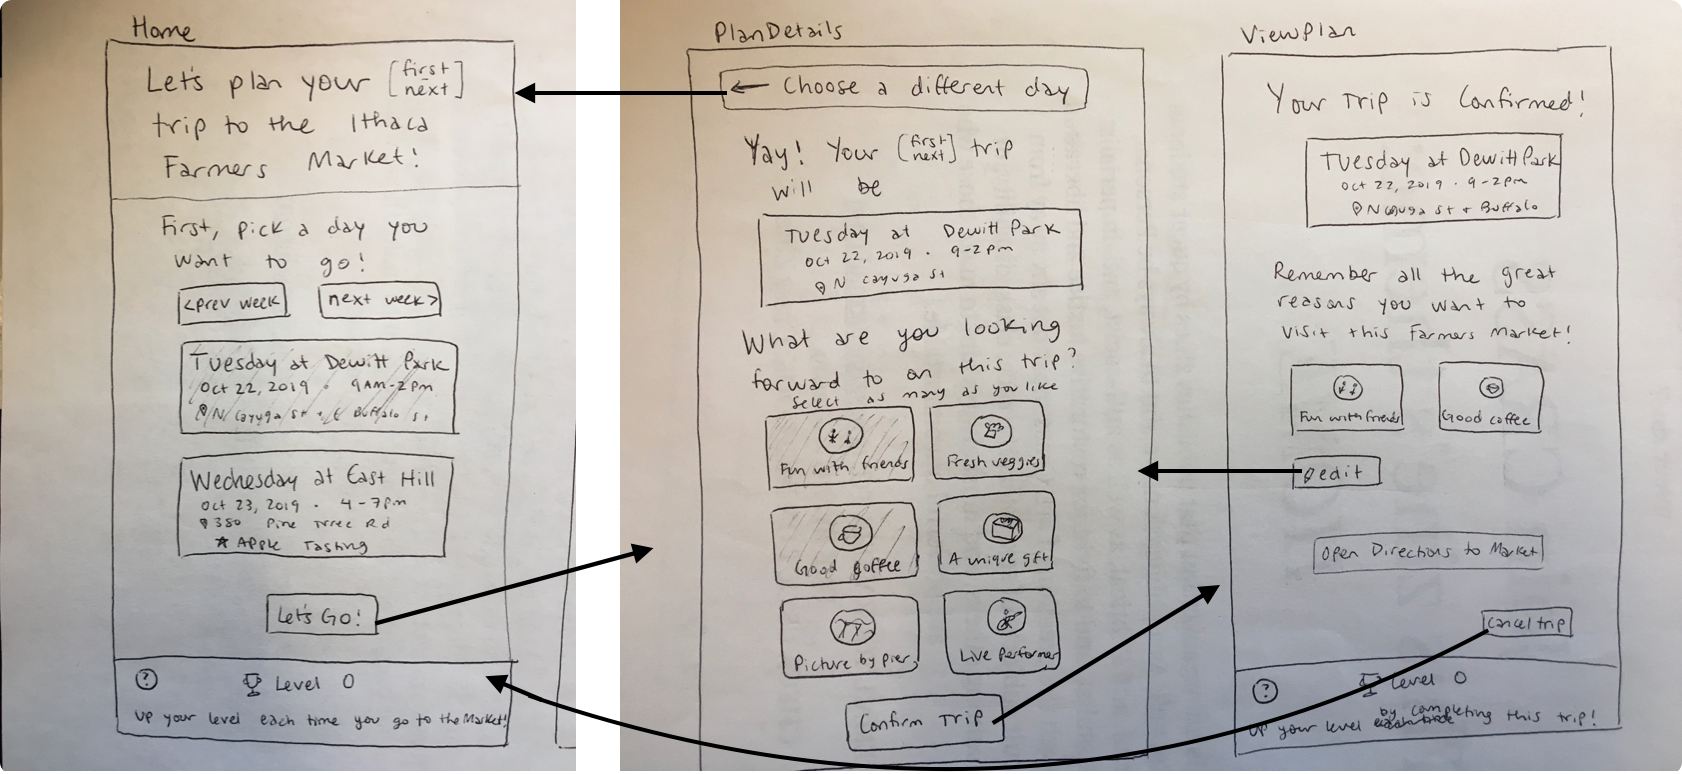 Home
Let's plan your [first
next]
trip to the Ithaca
Farmers Market!
First, pick a day you
want to go!
<prev week
next week>
Tuesday at Dewitt Park
Oct 22, 2019 · 9AM-2pm
N Cayuga St + E Buffalo St
Wednesday at East Hill
Oct 23, 2019 · 4-7pm
380 Pine Tree Rd
Apple Tasting
Let's Go!
?
Level 0
Up your level each time you go to the Market!
PlanDetails
← Choose a different day
Yay! Your [first
next] trip
will be
Tuesday at Dewitt Park
Oct 22, 2019 · 9-2pm
N Cayuga St
What are you looking
forward to on this trip?
Select as many as you like
Fun with friends
Fresh veggies
Good coffee
A unique gift
Picture by pier
Live Performer
Confirm Trip
ViewPlan
Your Trip is Confirmed!
Tuesday at Dewitt Park
Oct 22, 2019 · 9-2pm
N Cayuga St + Buffalo
Remember all the great
reasons you want to
visit this Farmers Market!
Fun with friends
Good coffee
edit
Open Directions to Market
Cancel trip
?
Level 0
Up your level by completing this trip!